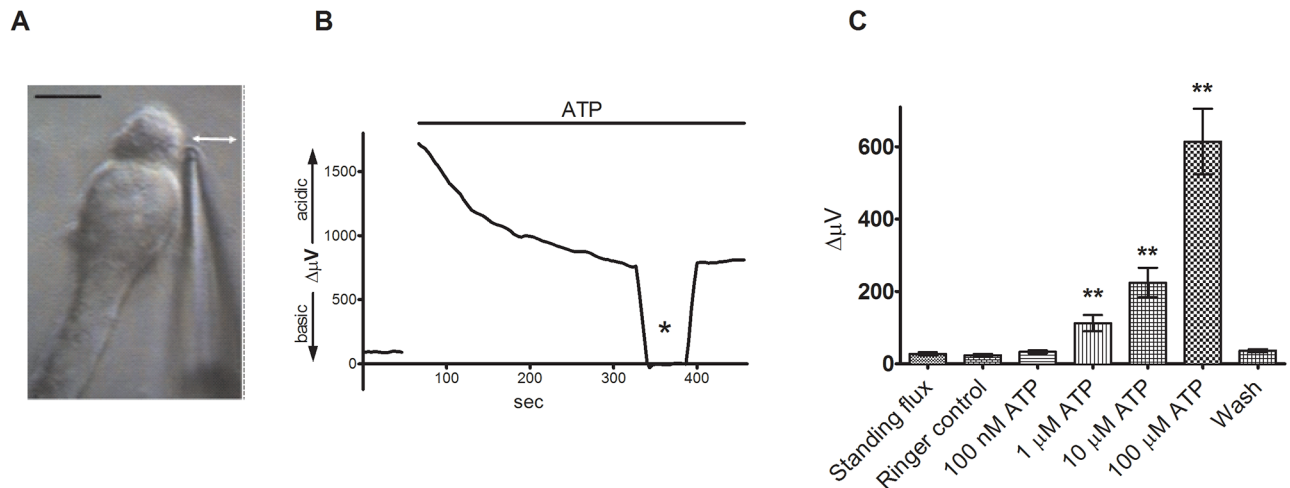 A
B
C
ATP
1500
1000
500
0
acidic
ΔµV
basic
*
100
200
300
400
sec
600
400
200
0
ΔµV
**
**
**
Standing flux
Ringer control
100 nM ATP
1 µM ATP
10 µM ATP
100 µM ATP
Wash